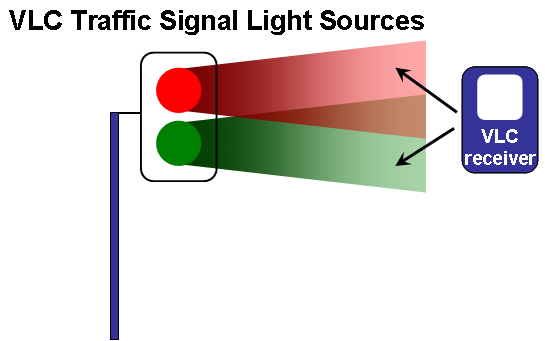 VLC Traffic Signal Light Sources
VLC
receiver